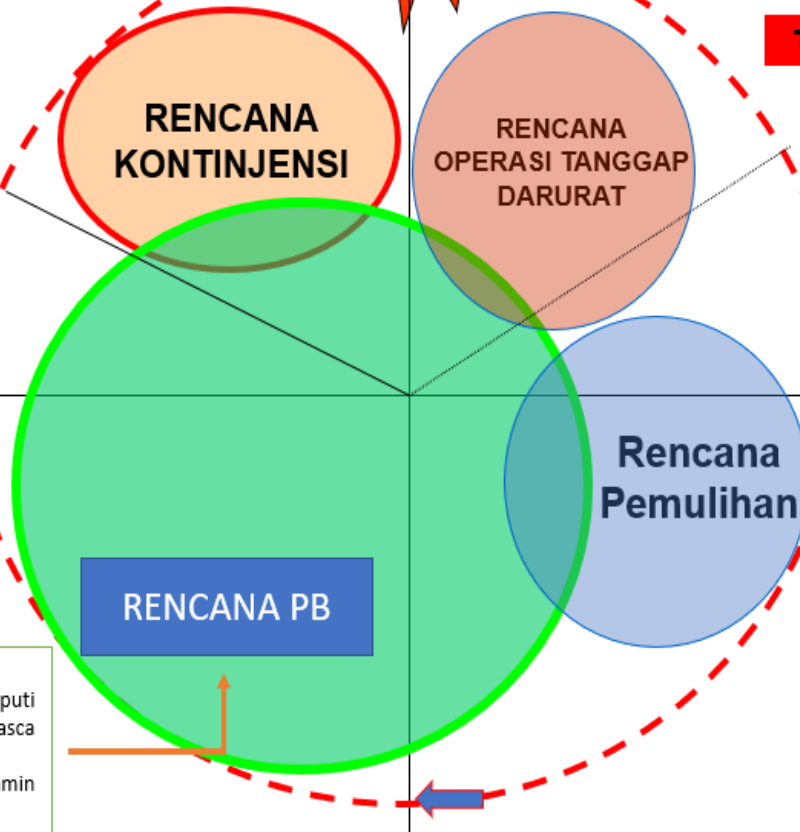 RENCANA
KONTINJENSI
RENCANA
OPERASI TANGGAP
DARURAT
Rencana
Pemulihan
RENCANA PB